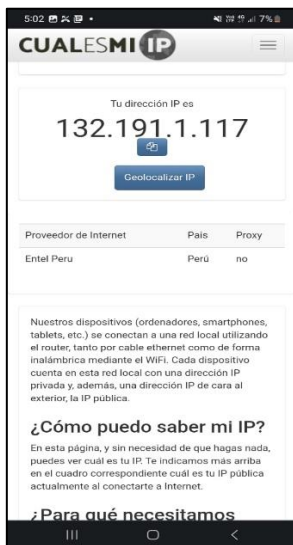 5:02
7%
CUALESMI IP
Tu dirección IP es
132.191.1.117
Geolocalizar IP
Proveedor de Internet País Proxy
Entel Peru Perú no
Nuestros dispositivos (ordenadores, smartphones,
tablets, etc.) se conectan a una red local utilizando
el router, tanto por cable ethernet como de forma
inalámbrica mediante el WiFi. Cada dispositivo
cuenta en esta red local con una dirección IP
privada y, además, una dirección IP de cara al
exterior, la IP pública.
¿Cómo puedo saber mi IP?
En esta página, y sin necesidad de que hagas nada,
puedes ver cuál es tu IP. Te indicamos más arriba
en el cuadro correspondiente cuál es tu IP pública
actualmente al conectarte a Internet.
¿Para qué necesitamos